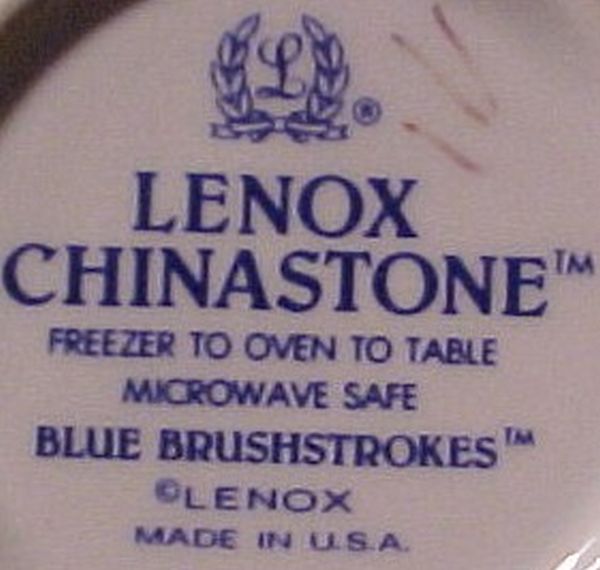 L ®
LENOX
CHINASTONE™
FREEZER TO OVEN TO TABLE
MICROWAVE SAFE
BLUE BRUSHSTROKES™
©LENOX
MADE IN U.S.A.